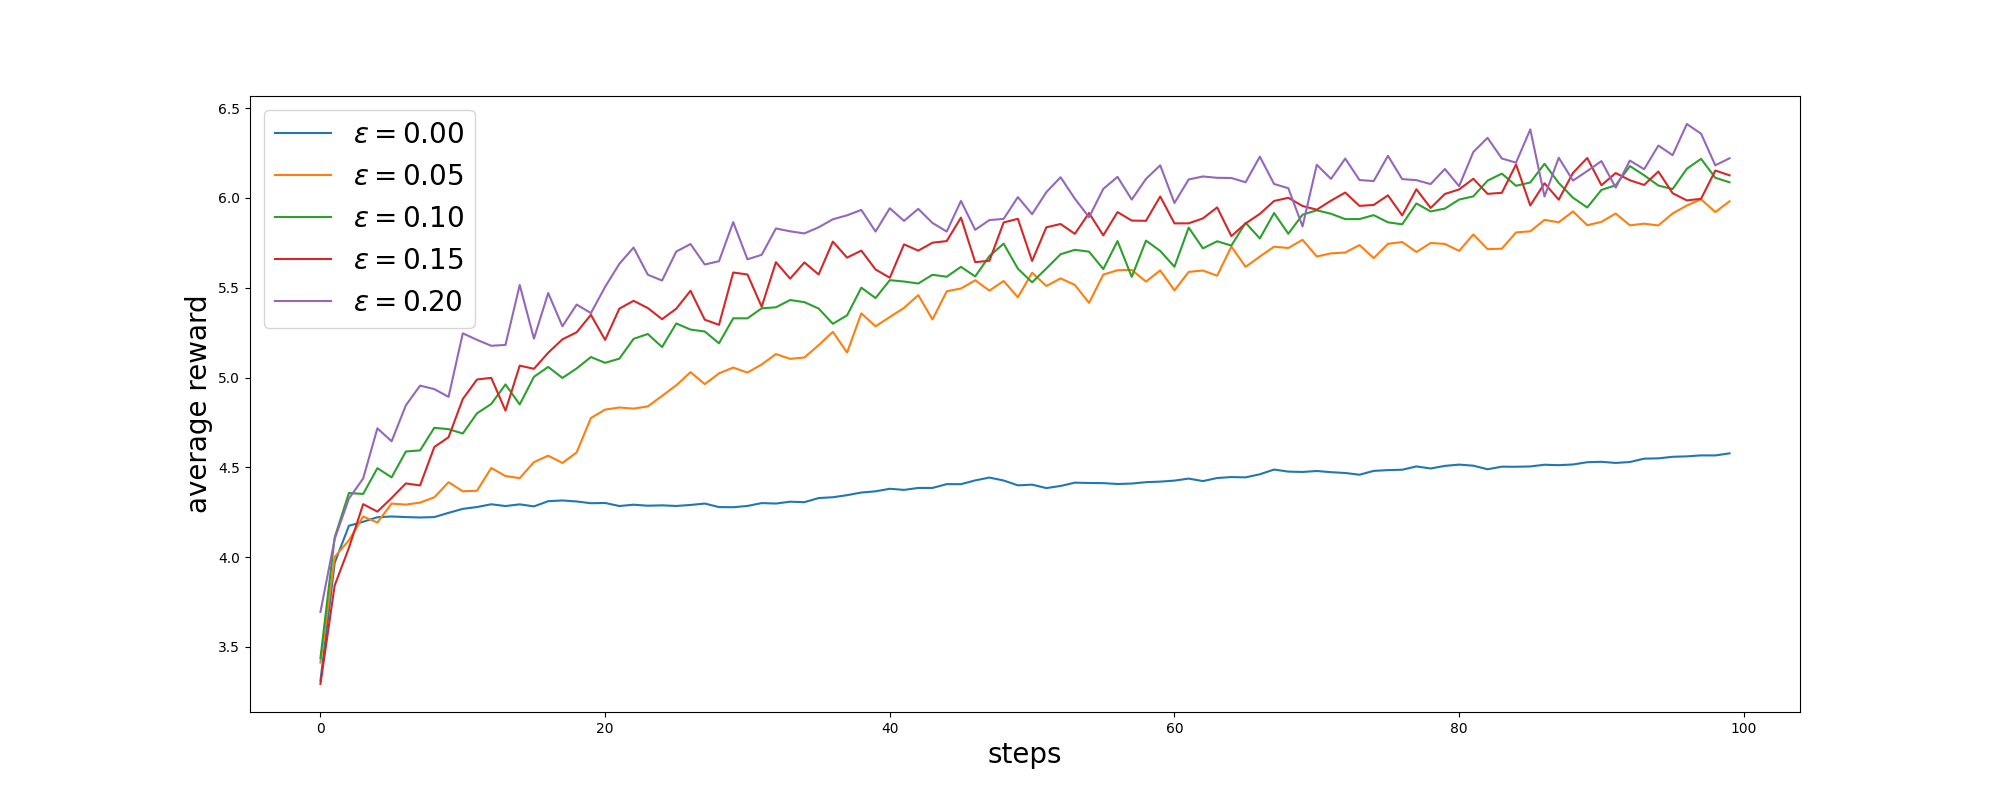 ε = 0.00
ε = 0.05
ε = 0.10
ε = 0.15
ε = 0.20
average reward
6.5
6.0
5.5
5.0
4.5
4.0
3.5
0 20 40 60 80 100
steps